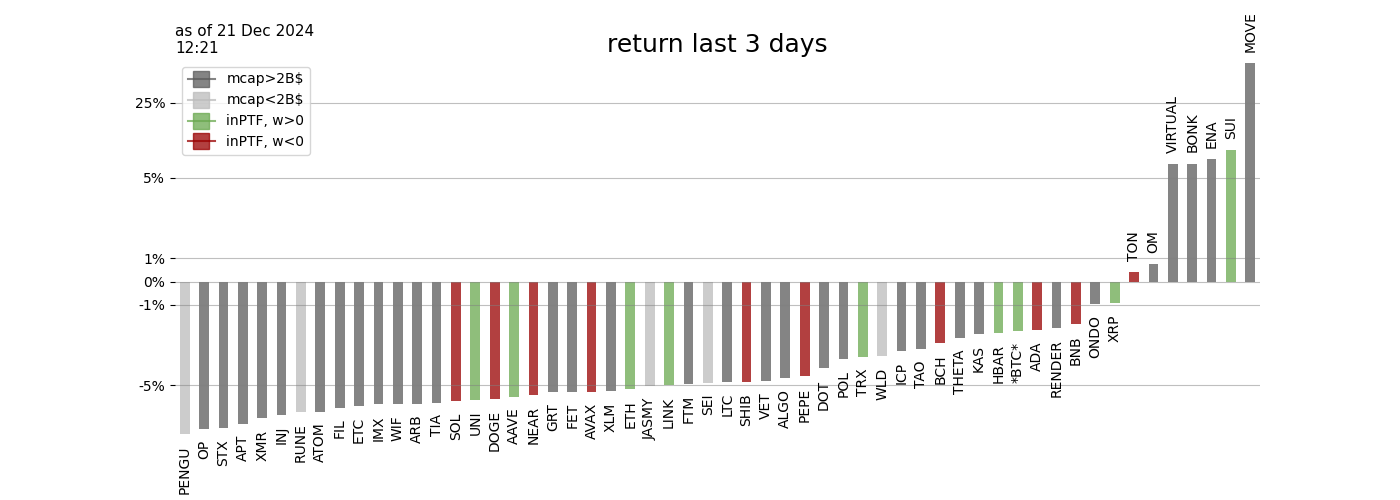 as of 21 Dec 2024
12:21
return last 3 days
mcap>2B$
mcap<2B$
inPTF, w>0
inPTF, w<0
25%
5%
1%
0%
-1%
-5%
PENGU
OP
STX
APT
XMR
INJ
RUNE
ATOM
FIL
ETC
IMX
WIF
ARB
TIA
SOL
UNI
DOGE
AAVE
NEAR
GRT
FET
AVAX
XLM
ETH
JASMY
LINK
FTM
SEI
LTC
SHIB
VET
ALGO
PEPE
DOT
POL
TRX
WLD
ICP
TAO
BCH
THETA
KAS
HBAR
*BTC*
ADA
RENDER
BNB
ONDO
XRP
TON
OM
VIRTUAL
BONK
ENA
SUI
MOVE